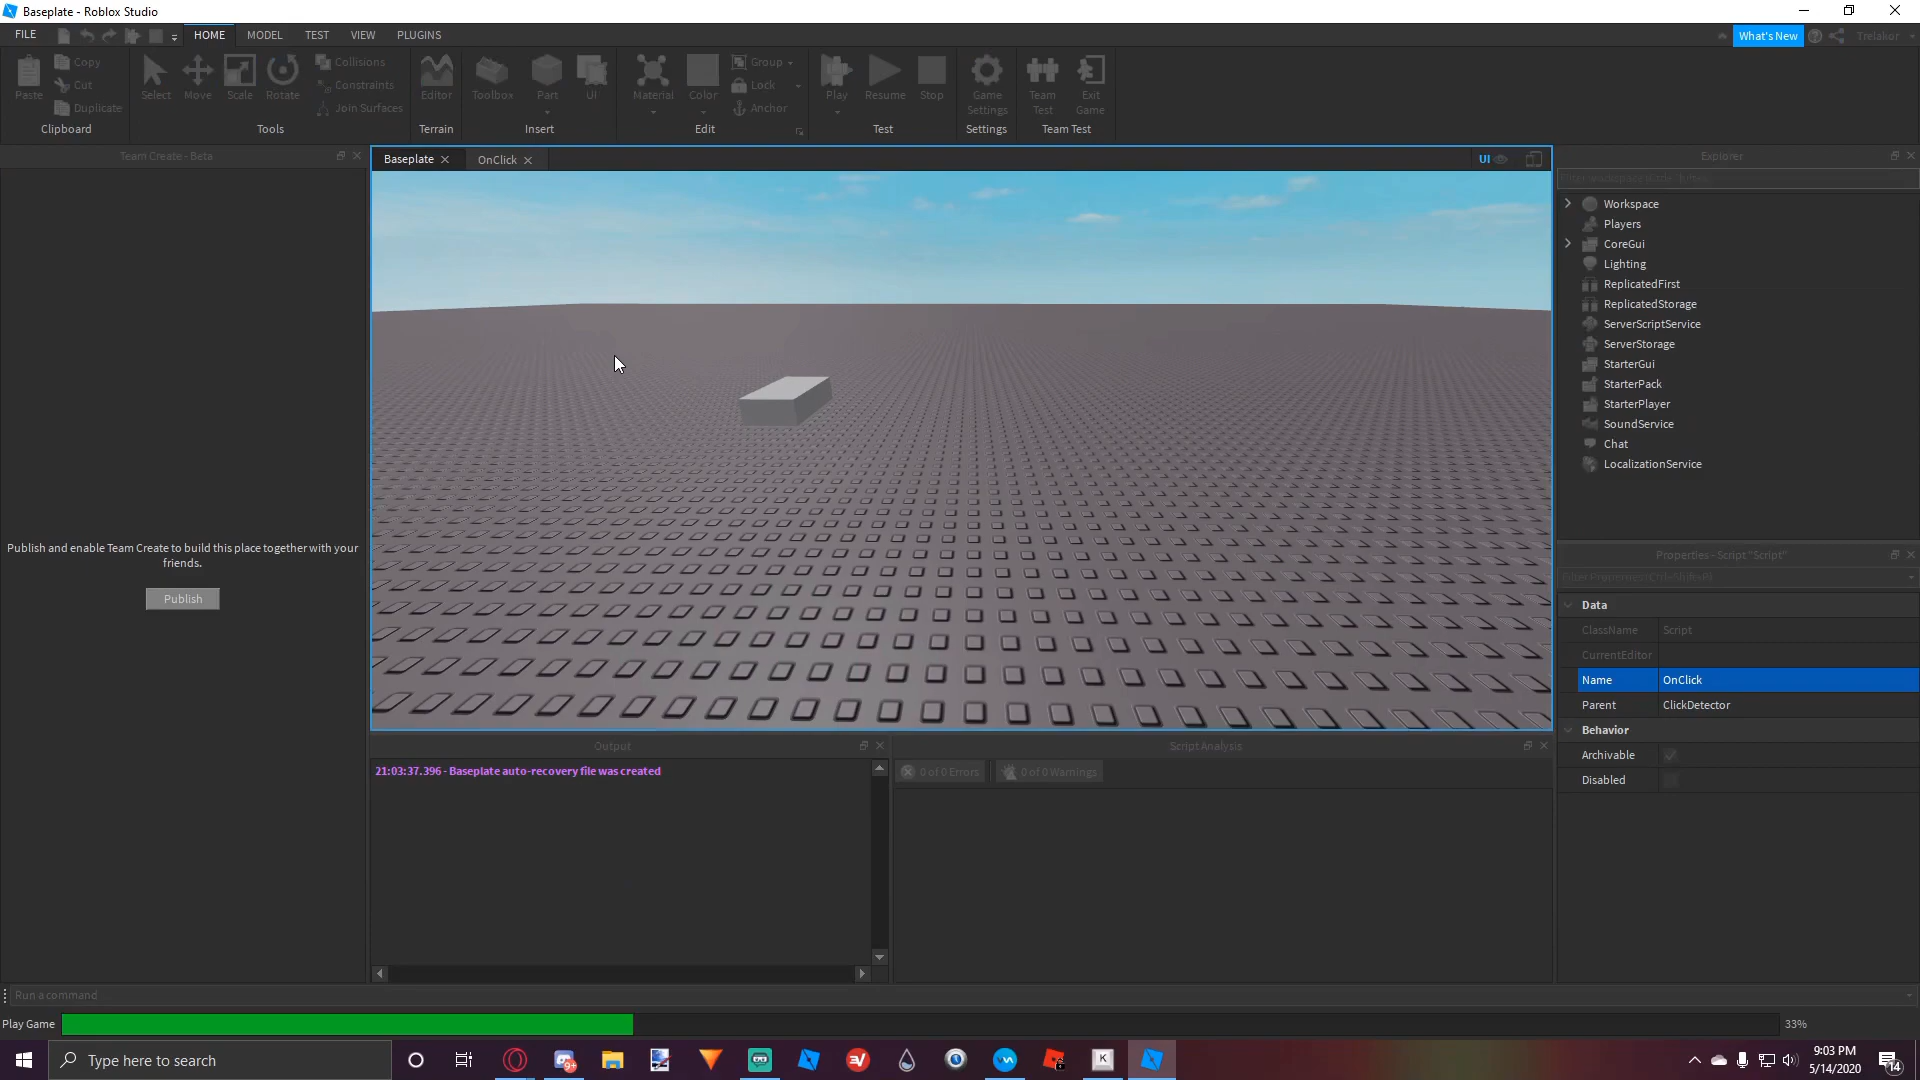 Baseplate - Roblox Studio
FILE HOME MODEL TEST VIEW PLUGINS What's New Trelakor
Paste Copy Cut Duplicate Select Move Scale Rotate Collisions Constraints Join Surfaces Editor Toolbox Part UI Material Color Group Lock Anchor Play Resume Stop Game Settings Team Test Exit Game
Clipboard Tools Terrain Insert Edit Test Settings Team Test
Team Create - Beta
Publish and enable Team Create to build this place together with your
friends.
Publish
Baseplate OnClick UI
Explorer
Workspace
Players
CoreGui
Lighting
ReplicatedFirst
ReplicatedStorage
ServerScriptService
ServerStorage
StarterGui
StarterPack
StarterPlayer
SoundService
Chat
LocalizationService
Properties - Script "Script"
Data
ClassName Script
CurrentEditor
Name OnClick
Parent ClickDetector
Behavior
Archivable
Disabled
Output
21:03:37.396 - Baseplate auto-recovery file was created
Script Analysis
0 of 0 Errors 0 of 0 Warnings
Run a command
Play Game 33%
Type here to search
9+
K
9:03 PM
5/14/2020
14